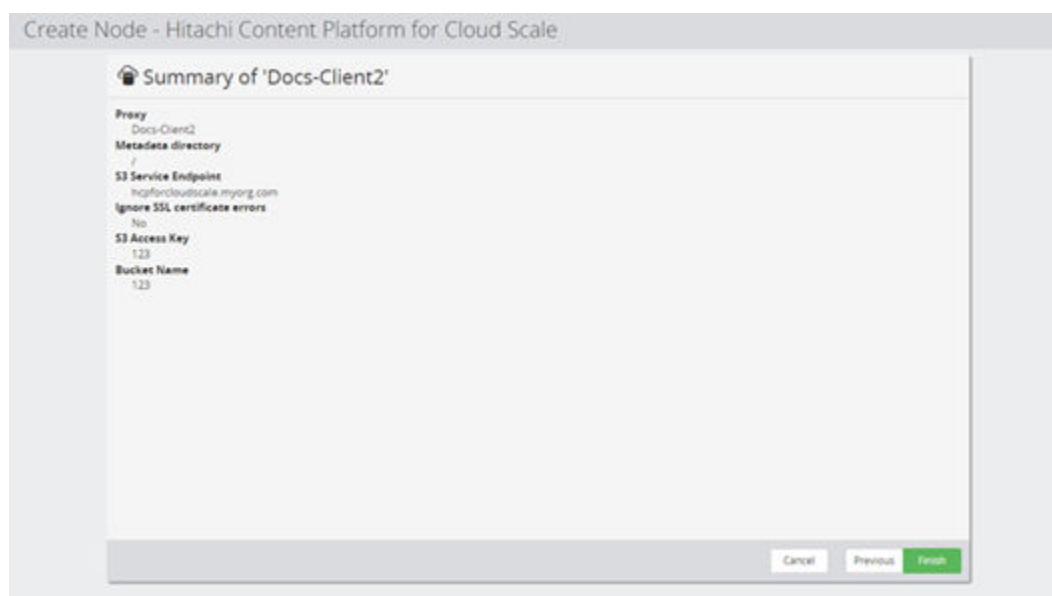 Create Node - Hitachi Content Platform for Cloud Scale
Summary of 'Docs-Client2'
Proxy
Docs-Client2
Metadata directory
/
S3 Service Endpoint
hcpforcloudscale.myorg.com
Ignore SSL certificate errors
No
S3 Access Key
123
Bucket Name
123
Cancel Previous Finish